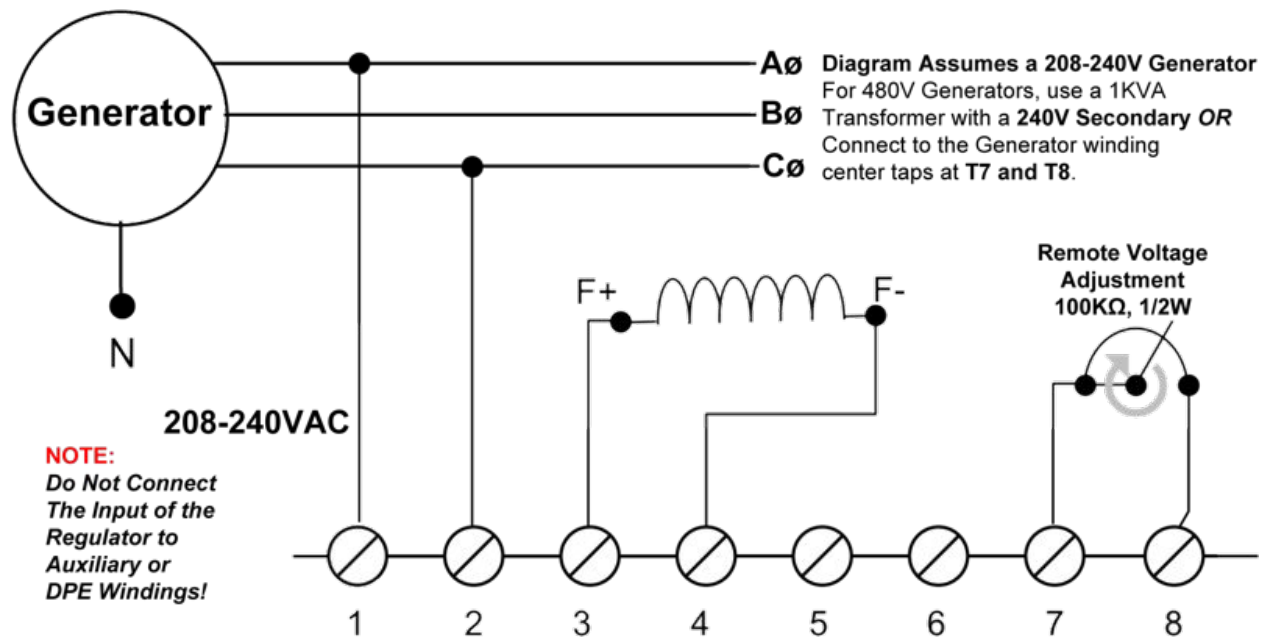 Generator
Aø
Bø
Cø
Diagram Assumes a 208-240V Generator
For 480V Generators, use a 1KVA
Transformer with a 240V Secondary OR
Connect to the Generator winding
center taps at T7 and T8.
N
F+
F-
Remote Voltage
Adjustment
100KΩ, 1/2W
208-240VAC
NOTE:
Do Not Connect
The Input of the
Regulator to
Auxiliary or
DPE Windings!
1 2 3 4 5 6 7 8